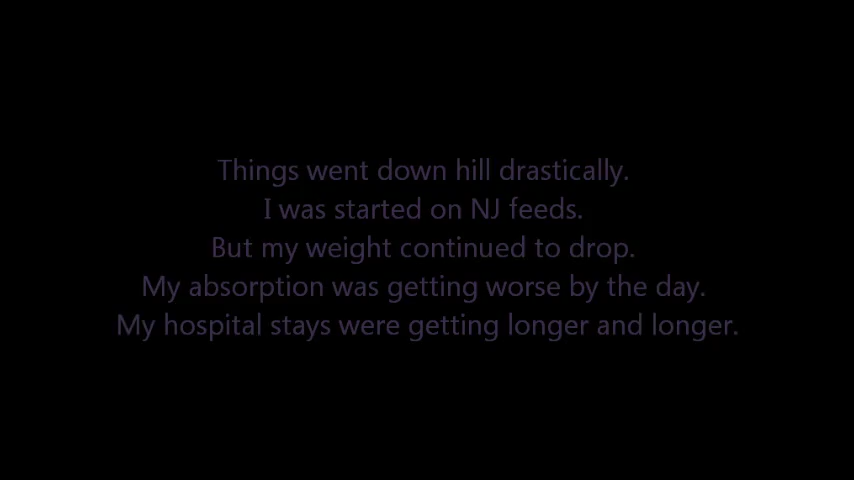 Things went down hill drastically.
I was started on NJ feeds.
But my weight continued to drop.
My absorption was getting worse by the day.
My hospital stays were getting longer and longer.